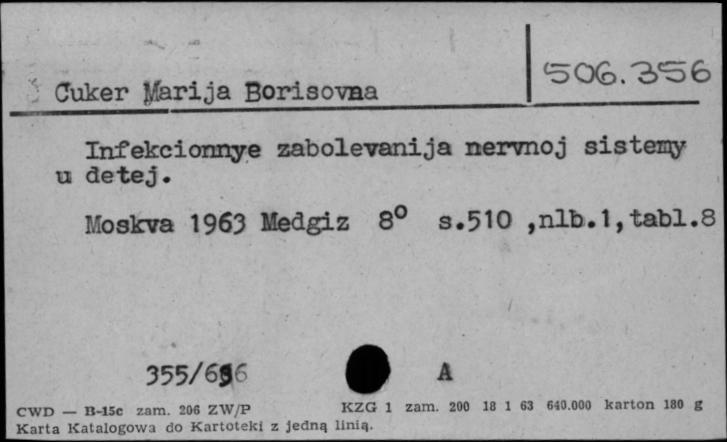 506.356
Cuker Marija Borisovna
Infekcionnye zabolevanija nervnoj sistemy
u detej.
Moskva 1963 Medgiz 8° s.510 ,nlb.1,tabl.8
A
CWD — B-15c zam. 206 ZW/P KZG 1 zam. 200 18 1 63 640.000 karton 180 g
Karta Katalogowa do Kartoteki z jedną linią.